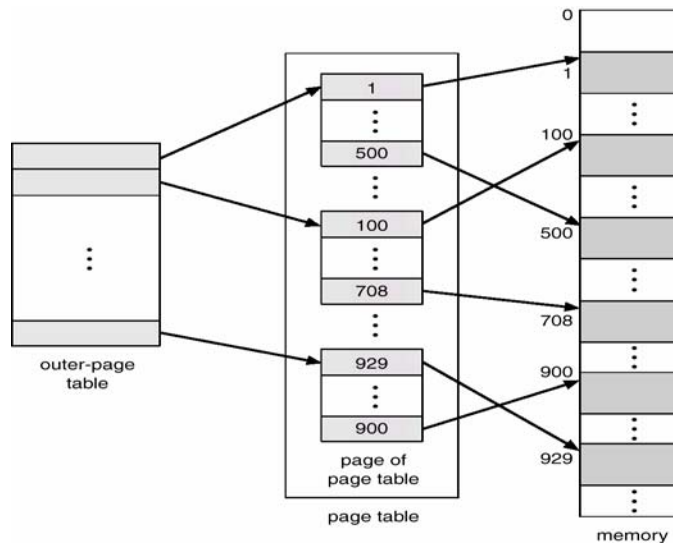 outer-page
table
1
500
100
708
929
900
page of
page table
page table
0
1
100
500
708
900
929
memory